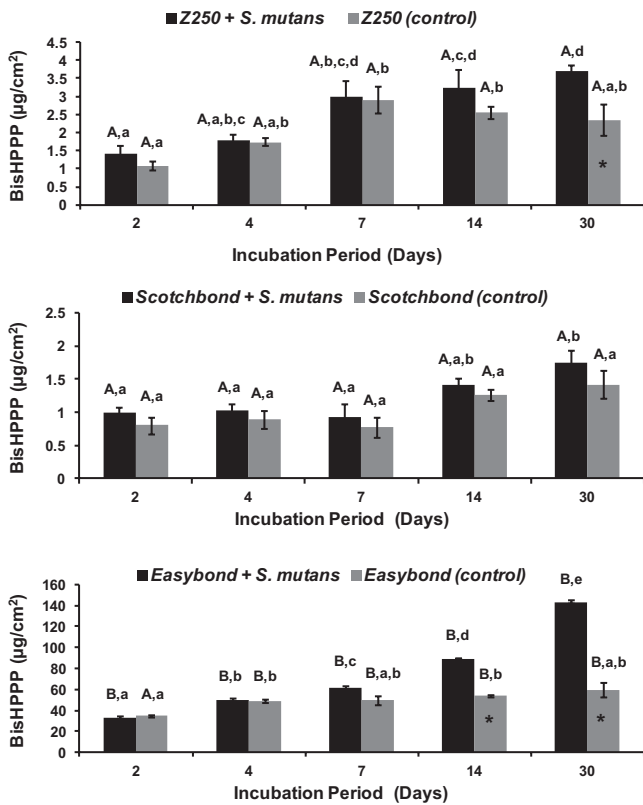 Z250 + S. mutans Z250 (control)
BisHPPP (µg/cm²)
4.5
4
3.5
3
2.5
2
1.5
1
0.5
0
A,a A,a A,a,b,c A,a,b A,b,c,d A,b A,c,d A,b A,d A,a,b
*
2 4 7 14 30
Incubation Period (Days)
Scotchbond + S. mutans Scotchbond (control)
BisHPPP (µg/cm²)
2.5
2
1.5
1
0.5
0
A,a A,a A,a A,a A,a A,a A,a,b A,a A,b A,a
2 4 7 14 30
Incubation Period (Days)
Easybond + S. mutans Easybond (control)
BisHPPP (µg/cm²)
160
140
120
100
80
60
40
20
0
B,a A,a B,b B,b B,c B,a,b B,d B,b B,e B,a,b
* *
2 4 7 14 30
Incubation Period (Days)